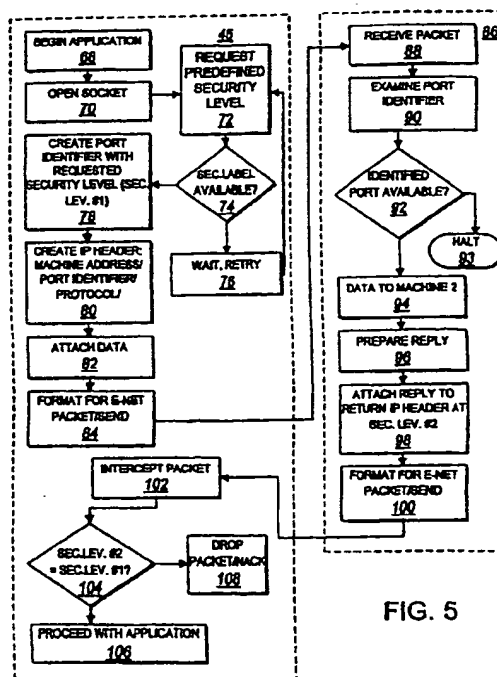 BEGIN APPLICATION
68
OPEN SOCKET
70
46
REQUEST
PREDEFINED
SECURITY
LEVEL
72
SEC.LABEL
AVAILABLE?
74
WAIT, RETRY
76
CREATE PORT
IDENTIFIER WITH
REQUESTED
SECURITY LEVEL (SEC.
LEV. #1)
78
CREATE IP HEADER:
MACHINE ADDRESS/
PORT IDENTIFIER/
PROTOCOL/
80
ATTACH DATA
82
FORMAT FOR E-NET
PACKET/SEND
84
86
RECEIVE PACKET
88
EXAMINE PORT
IDENTIFIER
90
IDENTIFIED
PORT AVAILABLE?
92
HALT
93
DATA TO MACHINE 2
94
PREPARE REPLY
96
ATTACH REPLY TO
RETURN IP HEADER AT
SEC. LEV. #2
98
FORMAT FOR E-NET
PACKET/SEND
100
INTERCEPT PACKET
102
SEC.LEV. #2
= SEC.LEV. #1?
104
DROP
PACKET/NACK
108
PROCEED WITH APPLICATION
106
FIG. 5